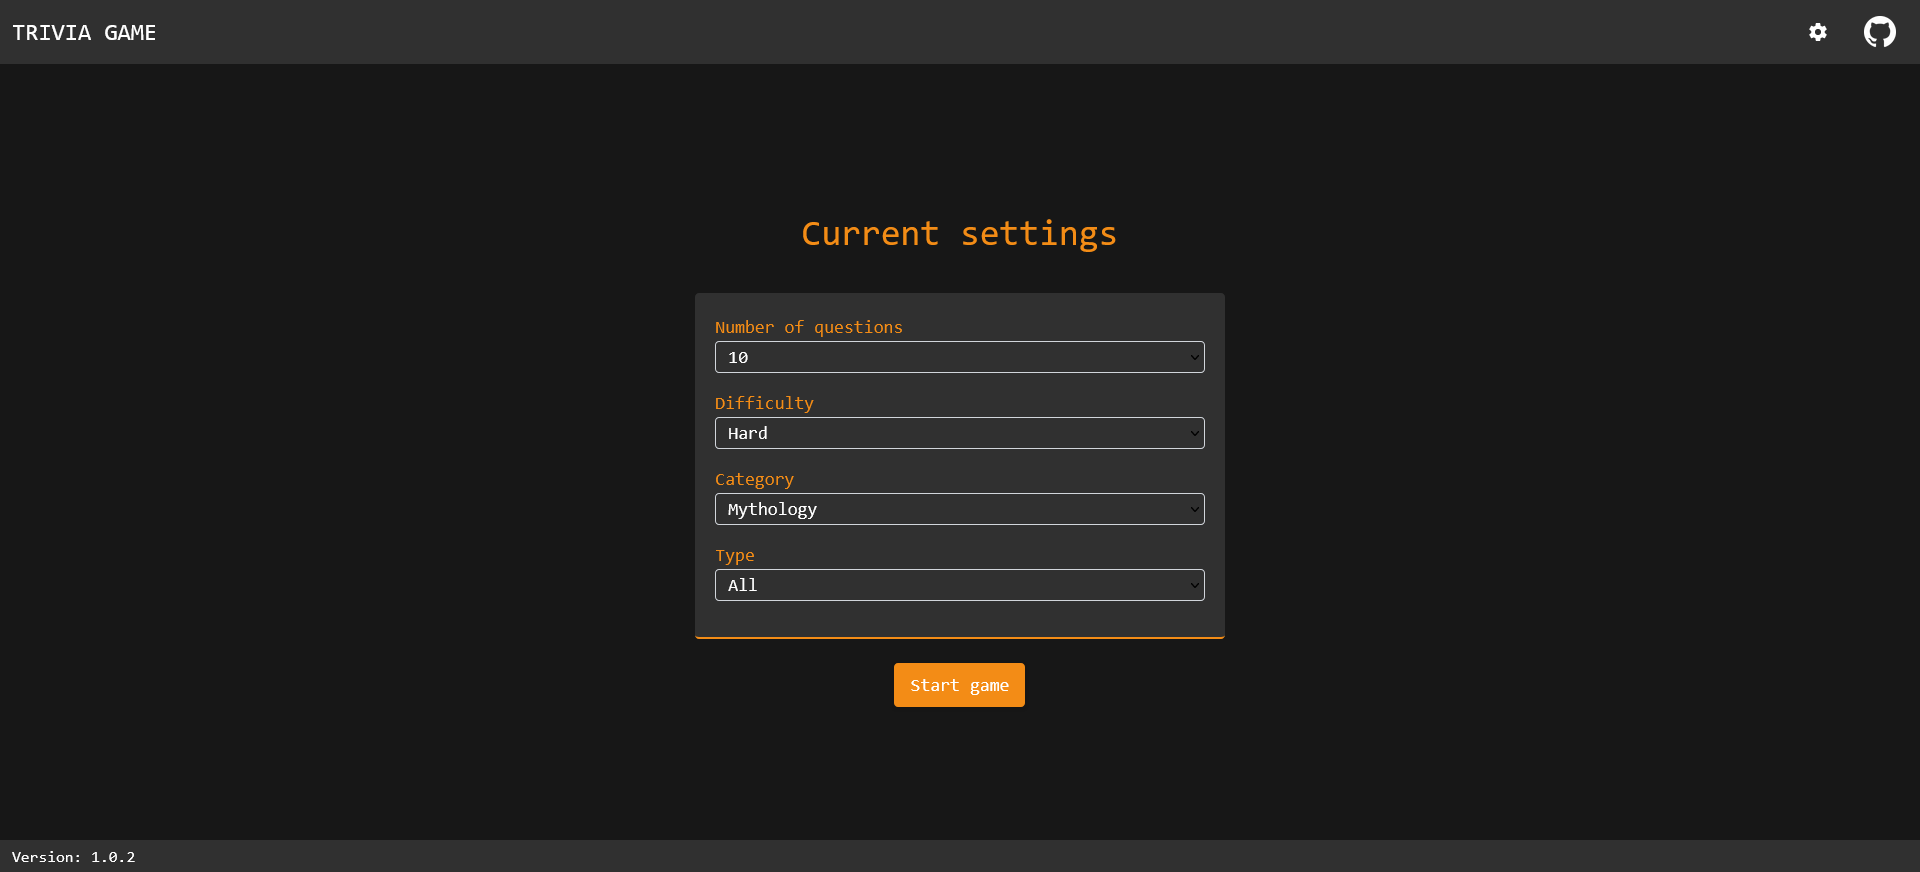 TRIVIA GAME
Current settings
Number of questions
10
Difficulty
Hard
Category
Mythology
Type
All
Start game
Version: 1.0.2